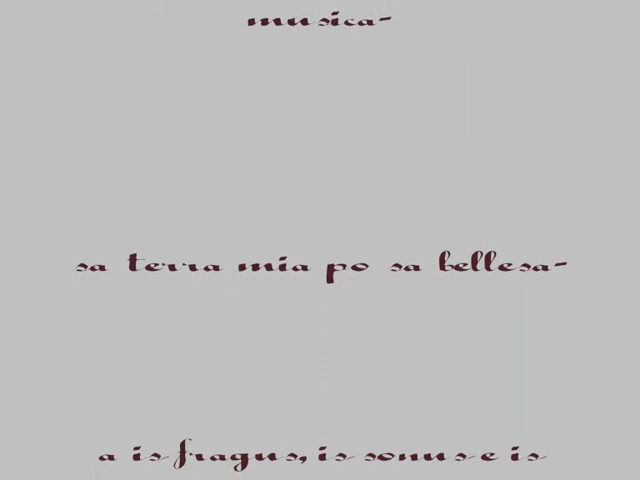 musica-
sa terra mia po sa bellesa-
a is fragus, is sonus e is